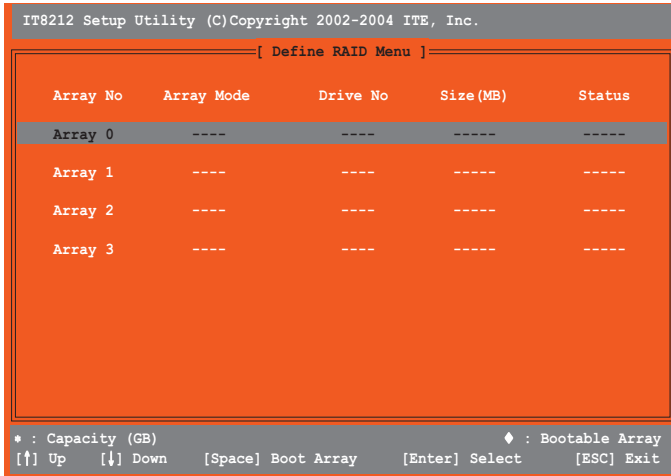 IT8212 Setup Utility (C)Copyright 2002-2004 ITE, Inc.
[ Define RAID Menu ]
Array No Array Mode Drive No Size(MB) Status
Array 0 ---- ---- ----- -----
Array 1 ---- ---- ----- -----
Array 2 ---- ---- ----- -----
Array 3 ---- ---- ----- -----
* : Capacity (GB) ♦ : Bootable Array
[↑] Up [↓] Down [Space] Boot Array [Enter] Select [ESC] Exit